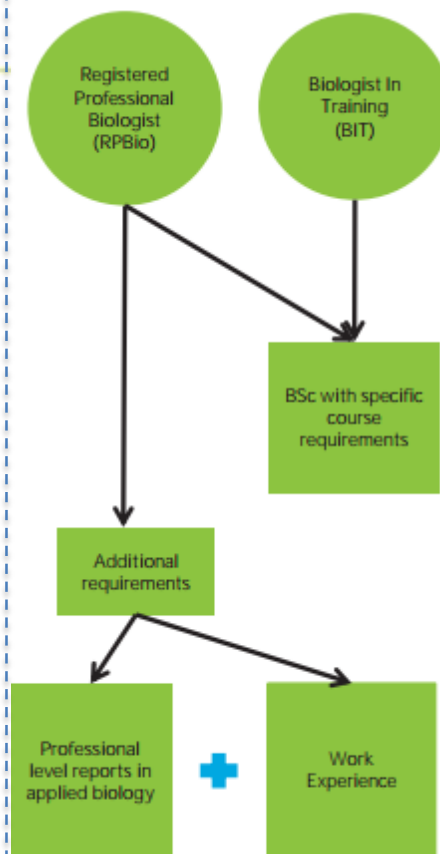 Registered
Professional
Biologist
(RPBio)
Biologist In
Training
(BIT)
BSc with specific
course
requirements
Additional
requirements
Professional
level reports in
applied biology
Work
Experience